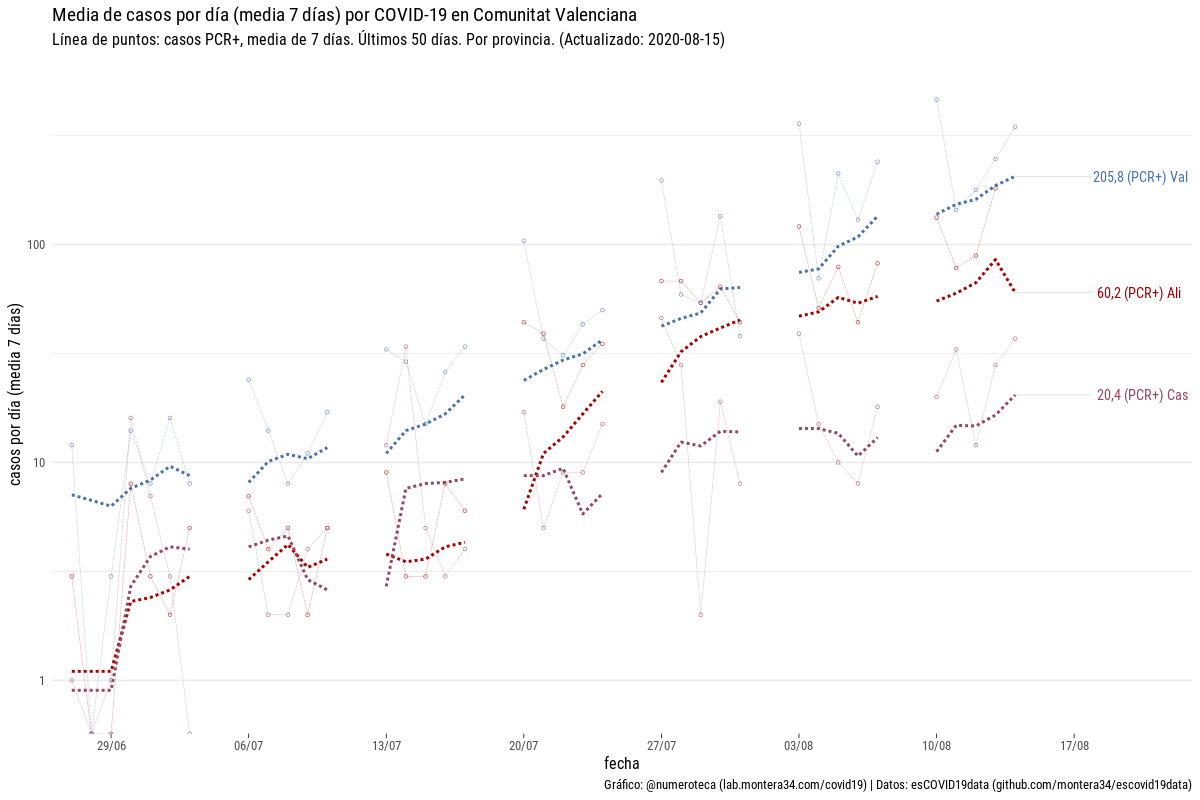 Media de casos por día (media 7 días) por COVID-19 en Comunitat Valenciana
Línea de puntos: casos PCR+, media de 7 días. Últimos 50 días. Por provincia. (Actualizado: 2020-08-15)
casos por día (media 7 días)
100
10
1
205,8 (PCR+) Val
60,2 (PCR+) Ali
20,4 (PCR+) Cas
29/06
06/07
13/07
20/07
27/07
03/08
10/08
17/08
fecha
Gráfico: @numeroteca (lab.montera34.com/covid19) | Datos: esCOVID19data (github.com/montera34/escovid19data)